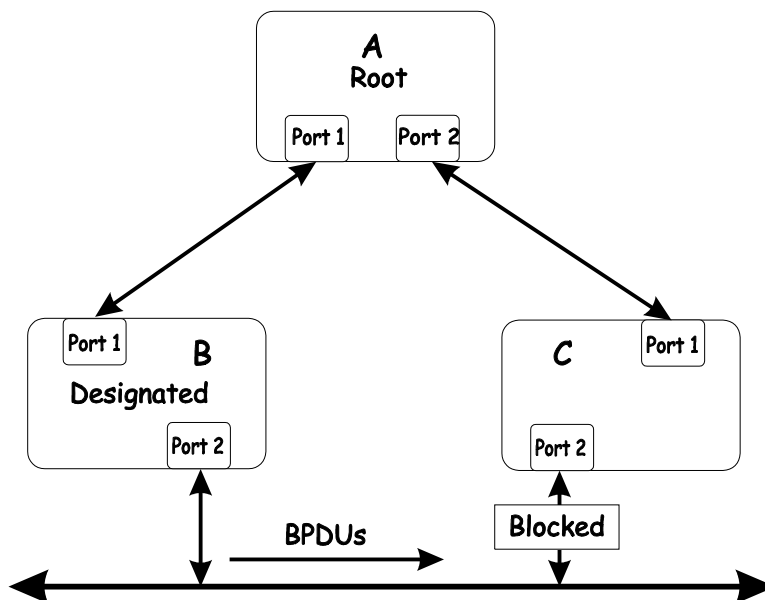 A
Root
Port 1
Port 2
Port 1
B
Designated
Port 2
C
Port 1
Port 2
BPDUs
Blocked